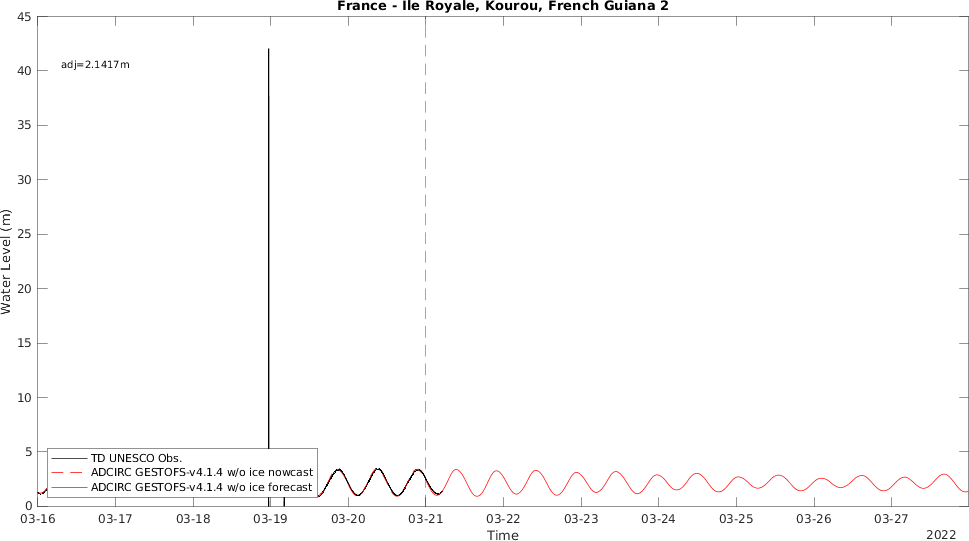 France - Ile Royale, Kourou, French Guiana 2
45
40
35
30
25
20
15
10
5
0
Water Level (m)
adj=2.1417m
TD UNESCO Obs.
ADCIRC GESTOFS-v4.1.4 w/o ice nowcast
ADCIRC GESTOFS-v4.1.4 w/o ice forecast
03-16 03-17 03-18 03-19 03-20 03-21 03-22 03-23 03-24 03-25 03-26 03-27
Time
2022